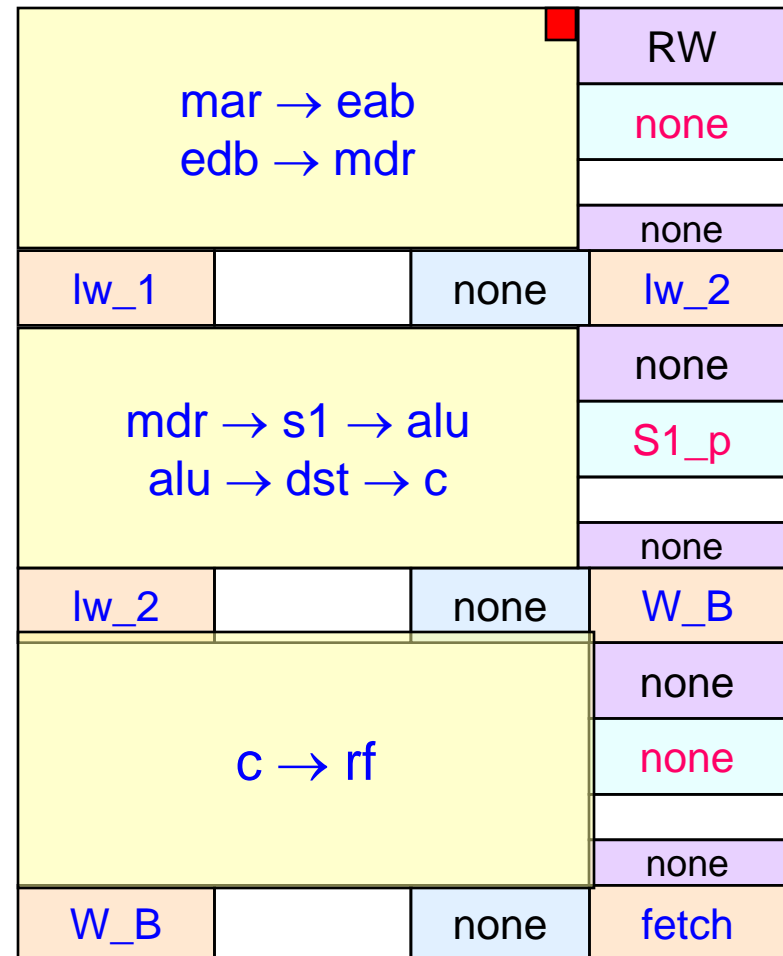 mar → eab
edb → mdr
RW
none
none
lw_1
none
lw_2
mdr → s1 → alu
alu → dst → c
none
S1_p
none
lw_2
none
W_B
c → rf
none
none
none
W_B
none
fetch